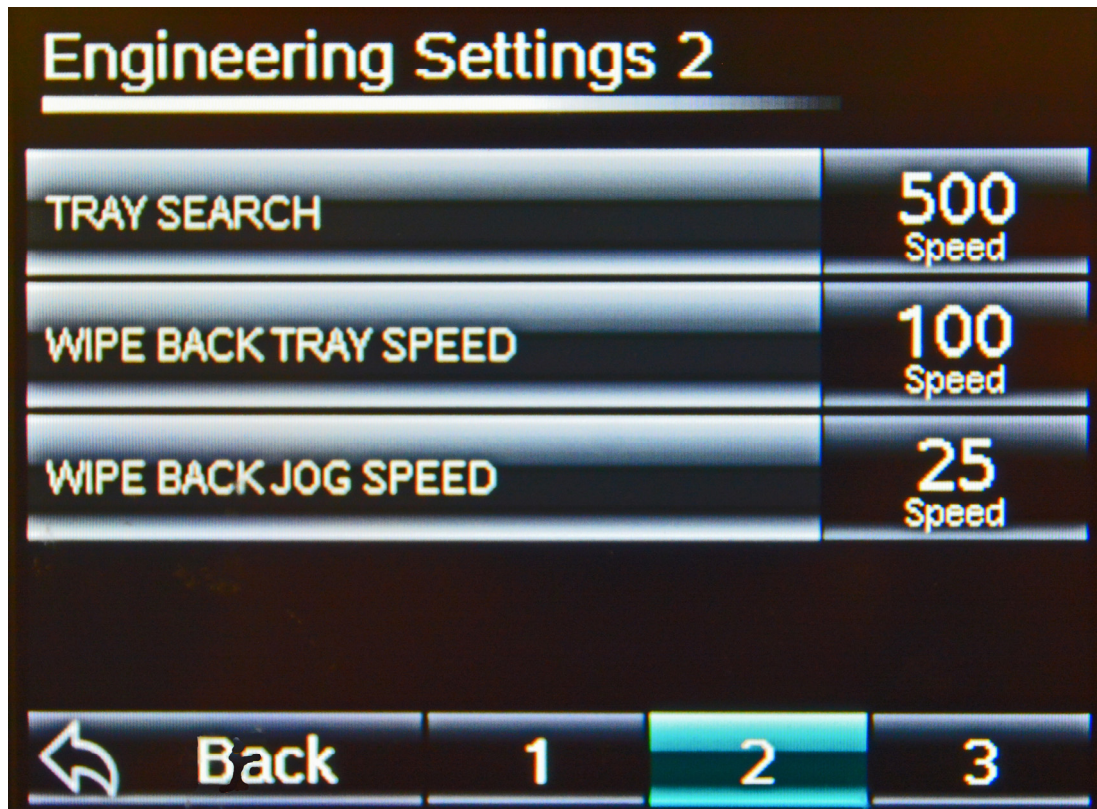 Engineering Settings 2
TRAY SEARCH
500
Speed
WIPE BACK TRAY SPEED
100
Speed
WIPE BACK JOG SPEED
25
Speed
Back 1 2 3